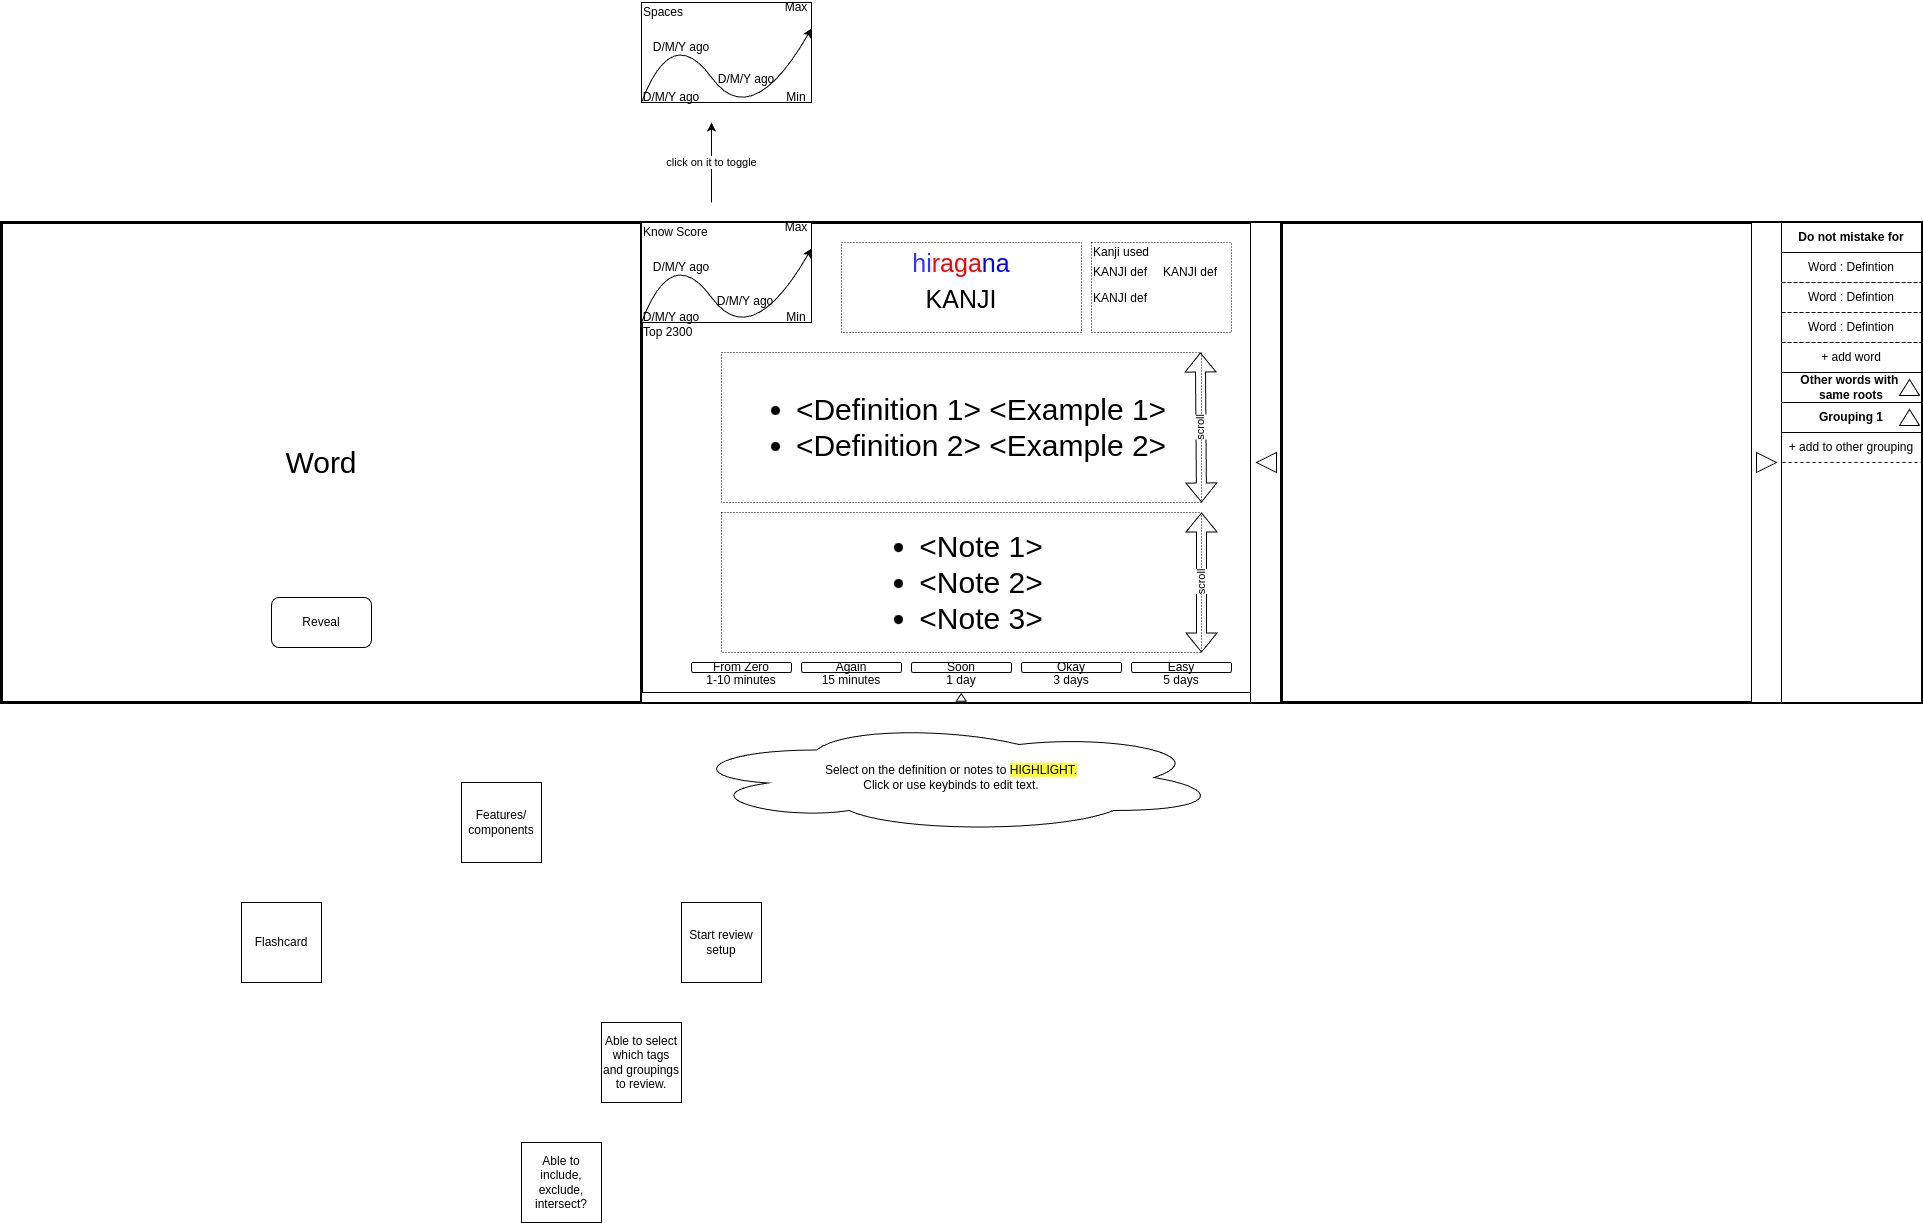 Spaces
Max
D/M/Y ago
D/M/Y ago
D/M/Y ago
Min
click on it to toggle
Word
Reveal
Know Score
Max
D/M/Y ago
D/M/Y ago
D/M/Y ago
Min
Top 2300
hiragana
KANJI
Kanji used
KANJI def KANJI def
KANJI def
• <Definition 1> <Example 1>
• <Definition 2> <Example 2>
scroll
• <Note 1>
• <Note 2>
• <Note 3>
scroll
From Zero
1-10 minutes
Again
15 minutes
Soon
1 day
Okay
3 days
Easy
5 days
Do not mistake for
Word : Defintion
Word : Defintion
Word : Defintion
+ add word
Other words with
same roots
Grouping 1
+ add to other grouping
Select on the definition or notes to HIGHLIGHT.
Click or use keybinds to edit text.
Features/
components
Flashcard
Start review
setup
Able to select
which tags
and groupings
to review.
Able to
include,
exclude,
intersect?